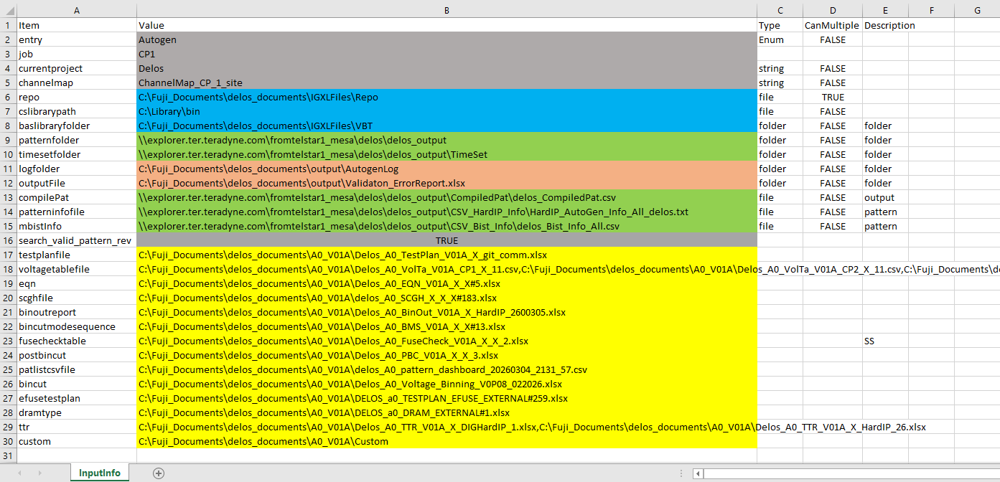 A B C D E F G
1 Item Value Type CanMultiple Description
2 entry Autogen Enum FALSE
3 job CP1
4 currentproject Delos string FALSE
5 channelmap ChannelMap_CP_1_site string FALSE
6 repo C:\Fuji_Documents\delos_documents\IGXLFiles\Repo file TRUE
7 cslibrarypath C:\Library\bin file FALSE
8 baslibraryfolder C:\Fuji_Documents\delos_documents\IGXLFiles\VBT folder FALSE folder
9 patternfolder \\explorer.ter.teradyne.com\fromtelstar1_mesa\delos\delos_output folder FALSE folder
10 timesetfolder \\explorer.ter.teradyne.com\fromtelstar1_mesa\delos\delos_output\TimeSet folder FALSE folder
11 logfolder C:\Fuji_Documents\delos_documents\output\AutogenLog folder FALSE folder
12 outputFile C:\Fuji_Documents\delos_documents\output\Validaton_ErrorReport.xlsx folder FALSE folder
13 compilePat \\explorer.ter.teradyne.com\fromtelstar1_mesa\delos\delos_output\CompiledPat\delos_CompiledPat.csv file FALSE output
14 patterninfofile \\explorer.ter.teradyne.com\fromtelstar1_mesa\delos\delos_output\CSV_HardIP_Info\HardIP_AutoGen_Info_All_delos.txt file FALSE pattern
15 mbistInfo \\explorer.ter.teradyne.com\fromtelstar1_mesa\delos\delos_output\CSV_Bist_Info\delos_Bist_Info_All.csv file FALSE pattern
16 search_valid_pattern_rev TRUE
17 testplanfile C:\Fuji_Documents\delos_documents\A0_V01A\Delos_A0_TestPlan_V01A_X_git_comm.xlsx
18 voltagetablefile C:\Fuji_Documents\delos_documents\A0_V01A\Delos_A0_VolTa_V01A_CP1_X_11.csv,C:\Fuji_Documents\delos_documents\A0_V01A\Delos_A0_VolTa_V01A_CP2_X_11.csv,C:\Fuji_Documents\de
19 eqn C:\Fuji_Documents\delos_documents\A0_V01A\Delos_A0_EQN_V01A_X_X#5.xlsx
20 scghfile C:\Fuji_Documents\delos_documents\A0_V01A\delos_A0_SCGH_X_X_X#183.xlsx
21 binoutreport C:\Fuji_Documents\delos_documents\A0_V01A\Delos_A0_BinOut_V01A_X_HardIP_2600305.xlsx
22 bincutmodesequence C:\Fuji_Documents\delos_documents\A0_V01A\Delos_A0_BMS_V01A_X_X#13.xlsx
23 fusechecktable C:\Fuji_Documents\delos_documents\A0_V01A\Delos_A0_FuseCheck_V01A_X_X_2.xlsx SS
24 postbincut C:\Fuji_Documents\delos_documents\A0_V01A\Delos_A0_PBC_V01A_X_X_3.xlsx
25 patlistcsvfile C:\Fuji_Documents\delos_documents\A0_V01A\delos_a0_pattern_dashboard_20260304_2131_57.csv
26 bincut C:\Fuji_Documents\delos_documents\A0_V01A\Delos_A0_Voltage_Binning_V0P08_022026.xlsx
27 efusetestplan C:\Fuji_Documents\delos_documents\A0_V01A\DELOS_a0_TESTPLAN_EFUSE_EXTERNAL#259.xlsx
28 dramtype C:\Fuji_Documents\delos_documents\A0_V01A\DELOS_a0_DRAM_EXTERNAL#1.xlsx
29 ttr C:\Fuji_Documents\delos_documents\A0_V01A\Delos_A0_TTR_V01A_X_DIGHardIP_1.xlsx,C:\Fuji_Documents\delos_documents\A0_V01A\Delos_A0_TTR_V01A_X_HardIP_26.xlsx
30 custom C:\Fuji_Documents\delos_documents\A0_V01A\Custom
31
InputInfo